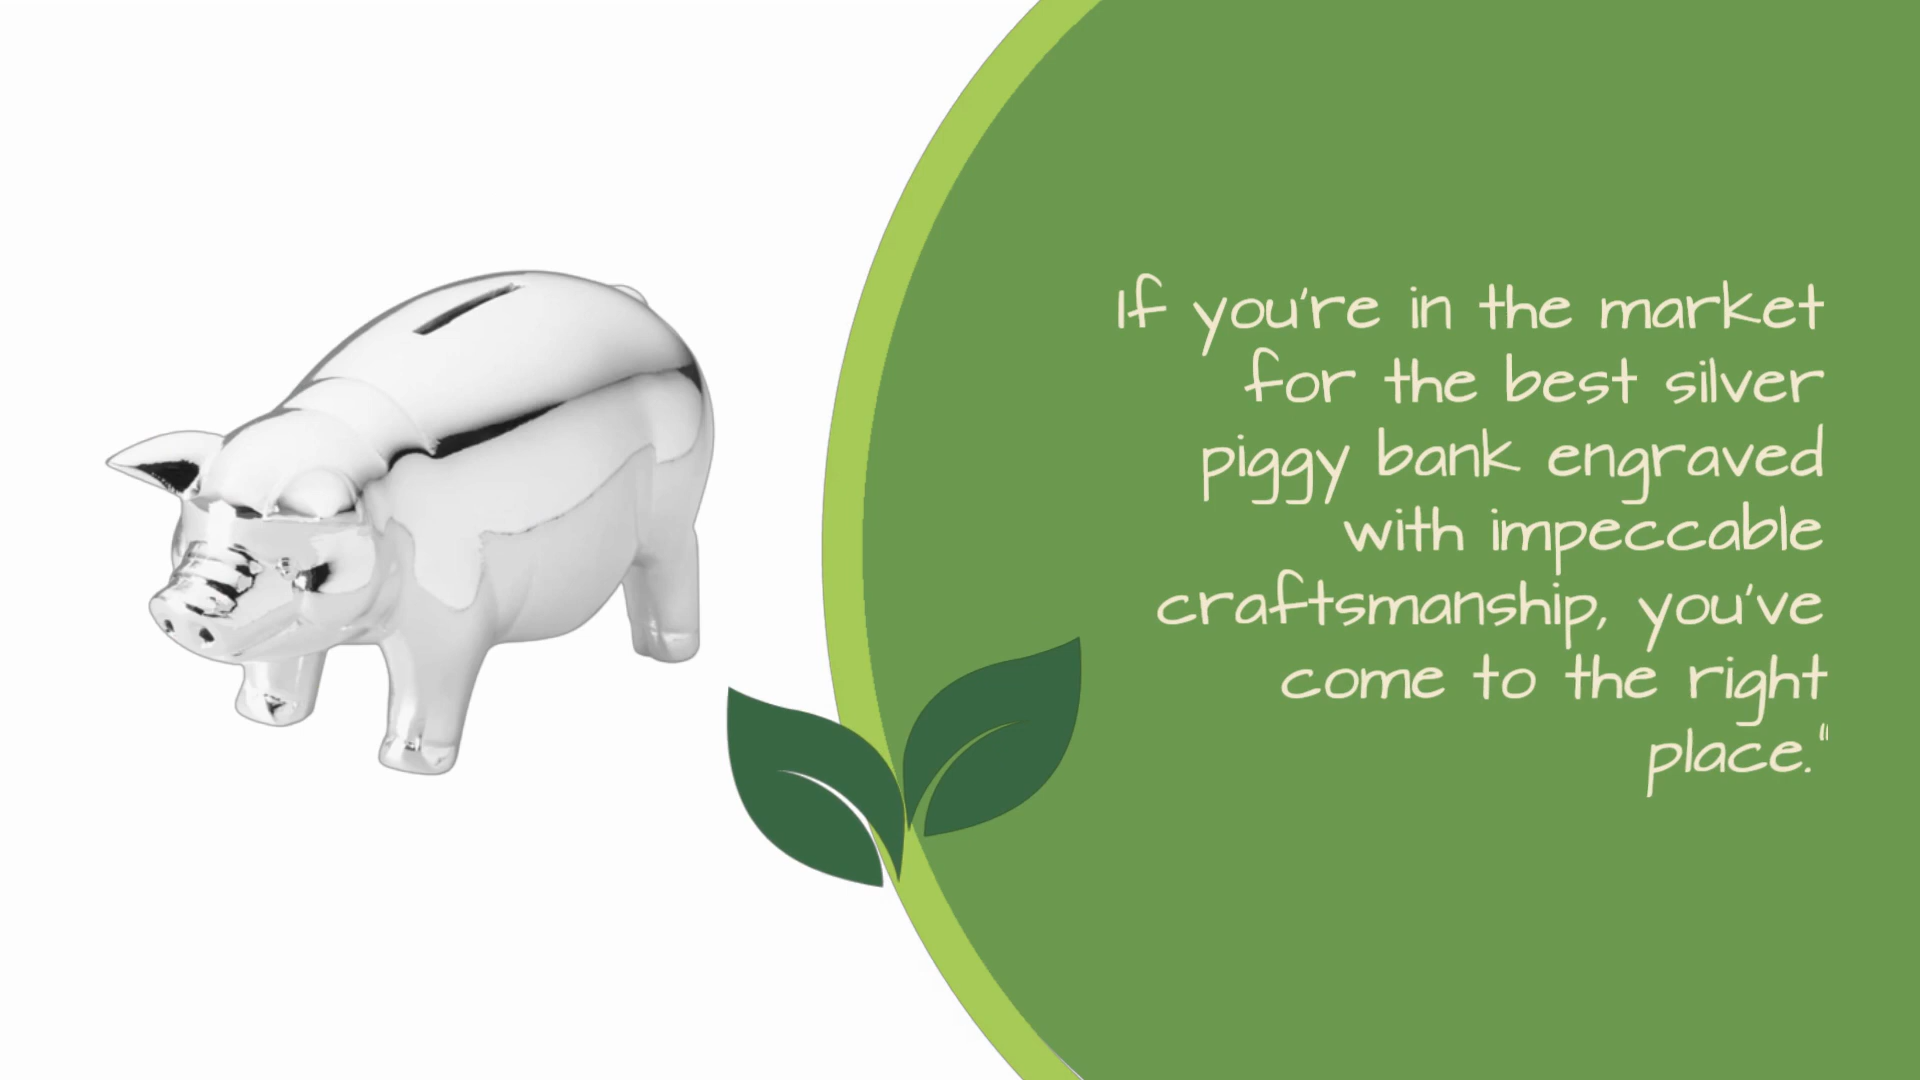 If you're in the market
for the best silver
piggy bank engraved
with impeccable
craftsmanship, you've
come to the right
place."